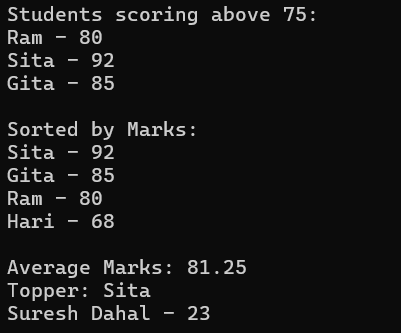 Students scoring above 75:
Ram - 80
Sita - 92
Gita - 85

Sorted by Marks:
Sita - 92
Gita - 85
Ram - 80
Hari - 68

Average Marks: 81.25
Topper: Sita
Suresh Dahal - 23